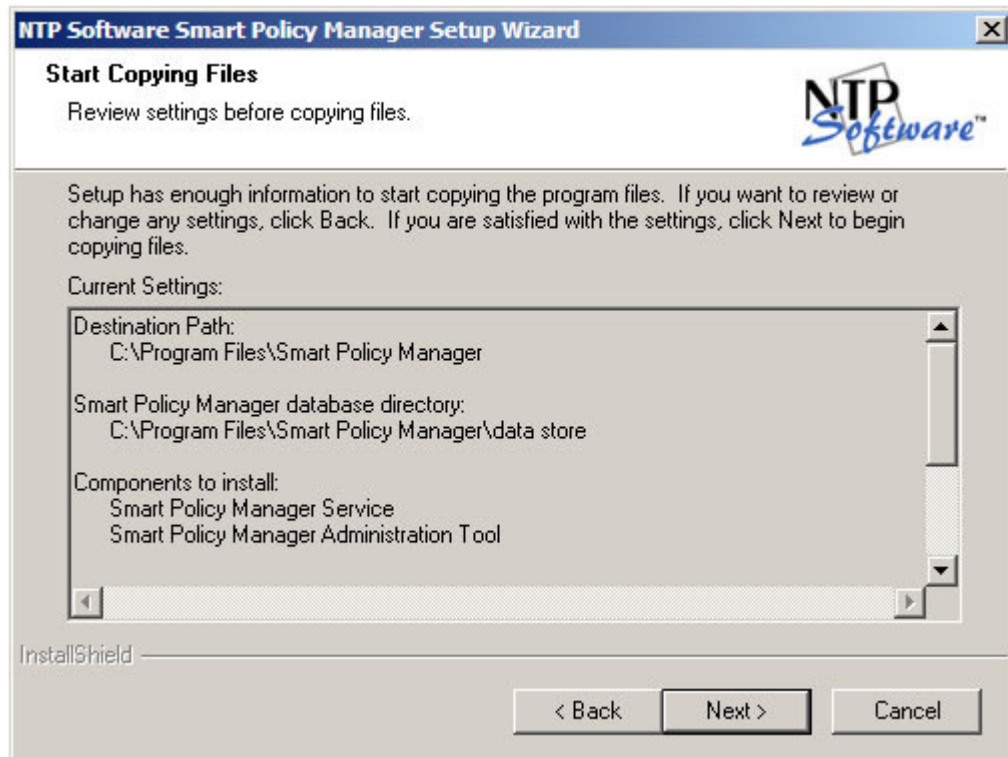 NTP Software Smart Policy Manager Setup Wizard
Start Copying Files
Review settings before copying files.
NTP
Software™
Setup has enough information to start copying the program files. If you want to review or
change any settings, click Back. If you are satisfied with the settings, click Next to begin
copying files.
Current Settings:
Destination Path:
C:\Program Files\Smart Policy Manager
Smart Policy Manager database directory:
C:\Program Files\Smart Policy Manager\data store
Components to install:
Smart Policy Manager Service
Smart Policy Manager Administration Tool
InstallShield
< Back
Next >
Cancel